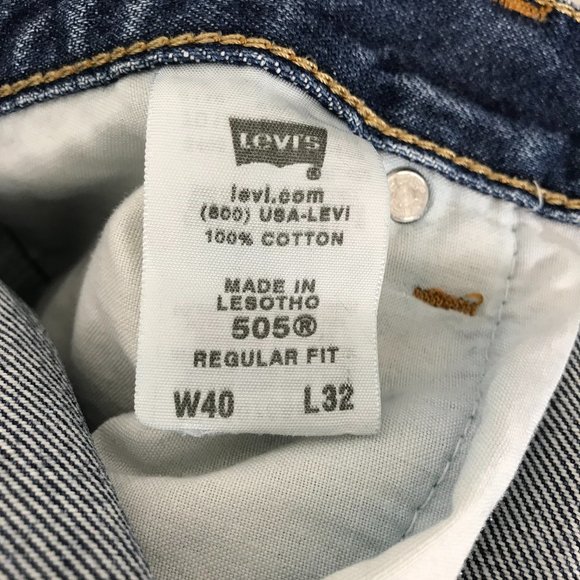 LEVI'S
®
levi.com
(800) USA-LEVI
100% COTTON
MADE IN
LESOTHO
505®
REGULAR FIT
W40 L32